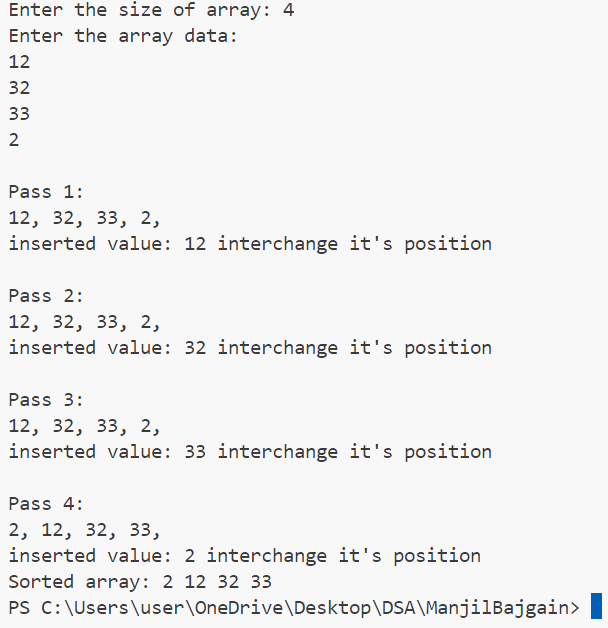 Enter the size of array: 4
Enter the array data:
12
32
33
2
Pass 1:
12, 32, 33, 2,
inserted value: 12 interchange it's position
Pass 2:
12, 32, 33, 2,
inserted value: 32 interchange it's position
Pass 3:
12, 32, 33, 2,
inserted value: 33 interchange it's position
Pass 4:
2, 12, 32, 33,
inserted value: 2 interchange it's position
Sorted array: 2 12 32 33
PS C:\Users\user\OneDrive\Desktop\DSA\ManjilBajgain>